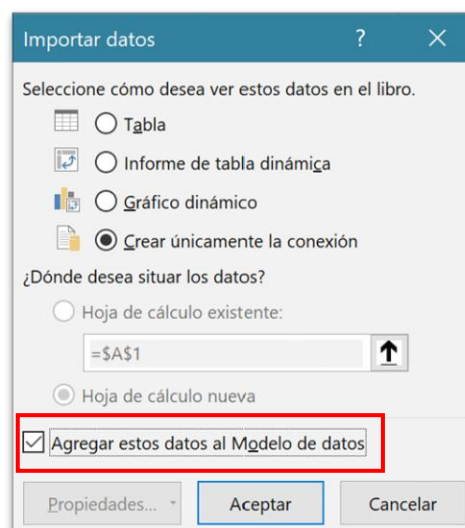 Importar datos ? ×
Seleccione cómo desea ver estos datos en el libro.
Tabla
Informe de tabla dinámica
Gráfico dinámico
Crear únicamente la conexión
¿Dónde desea situar los datos?
Hoja de cálculo existente:
=$A$1
Hoja de cálculo nueva
Agregar estos datos al Modelo de datos
Propiedades... Aceptar Cancelar